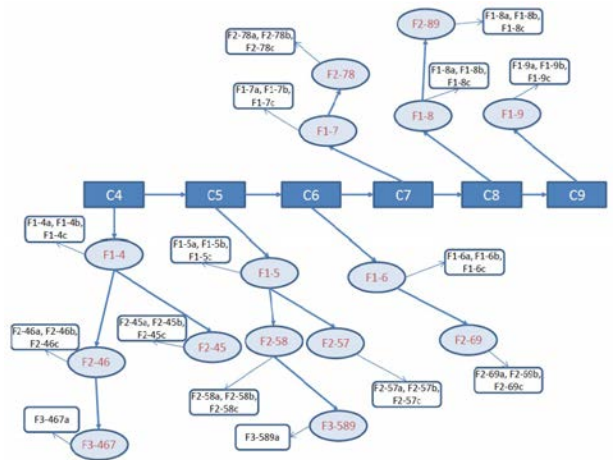 F2-89
F1-8a, F1-8b,
F1-8c
F2-78a, F2-78b,
F2-78c
F2-78
F1-8a, F1-8b,
F1-8c
F1-9a, F1-9b,
F1-9c
F1-7a, F1-7b,
F1-7c
F1-7
F1-8
F1-9
C4
C5
C6
C7
C8
C9
F1-4a, F1-4b,
F1-4c
F1-4
F1-5a, F1-5b,
F1-5c
F1-5
F1-6
F1-6a, F1-6b,
F1-6c
F2-46a, F2-46b,
F2-46c
F2-46
F2-45a, F2-45b,
F2-45c
F2-45
F2-58
F2-57
F2-69
F2-58a, F2-58b,
F2-58c
F2-57a, F2-57b,
F2-57c
F2-69a, F2-69b,
F2-69c
F3-467a
F3-467
F3-589a
F3-589